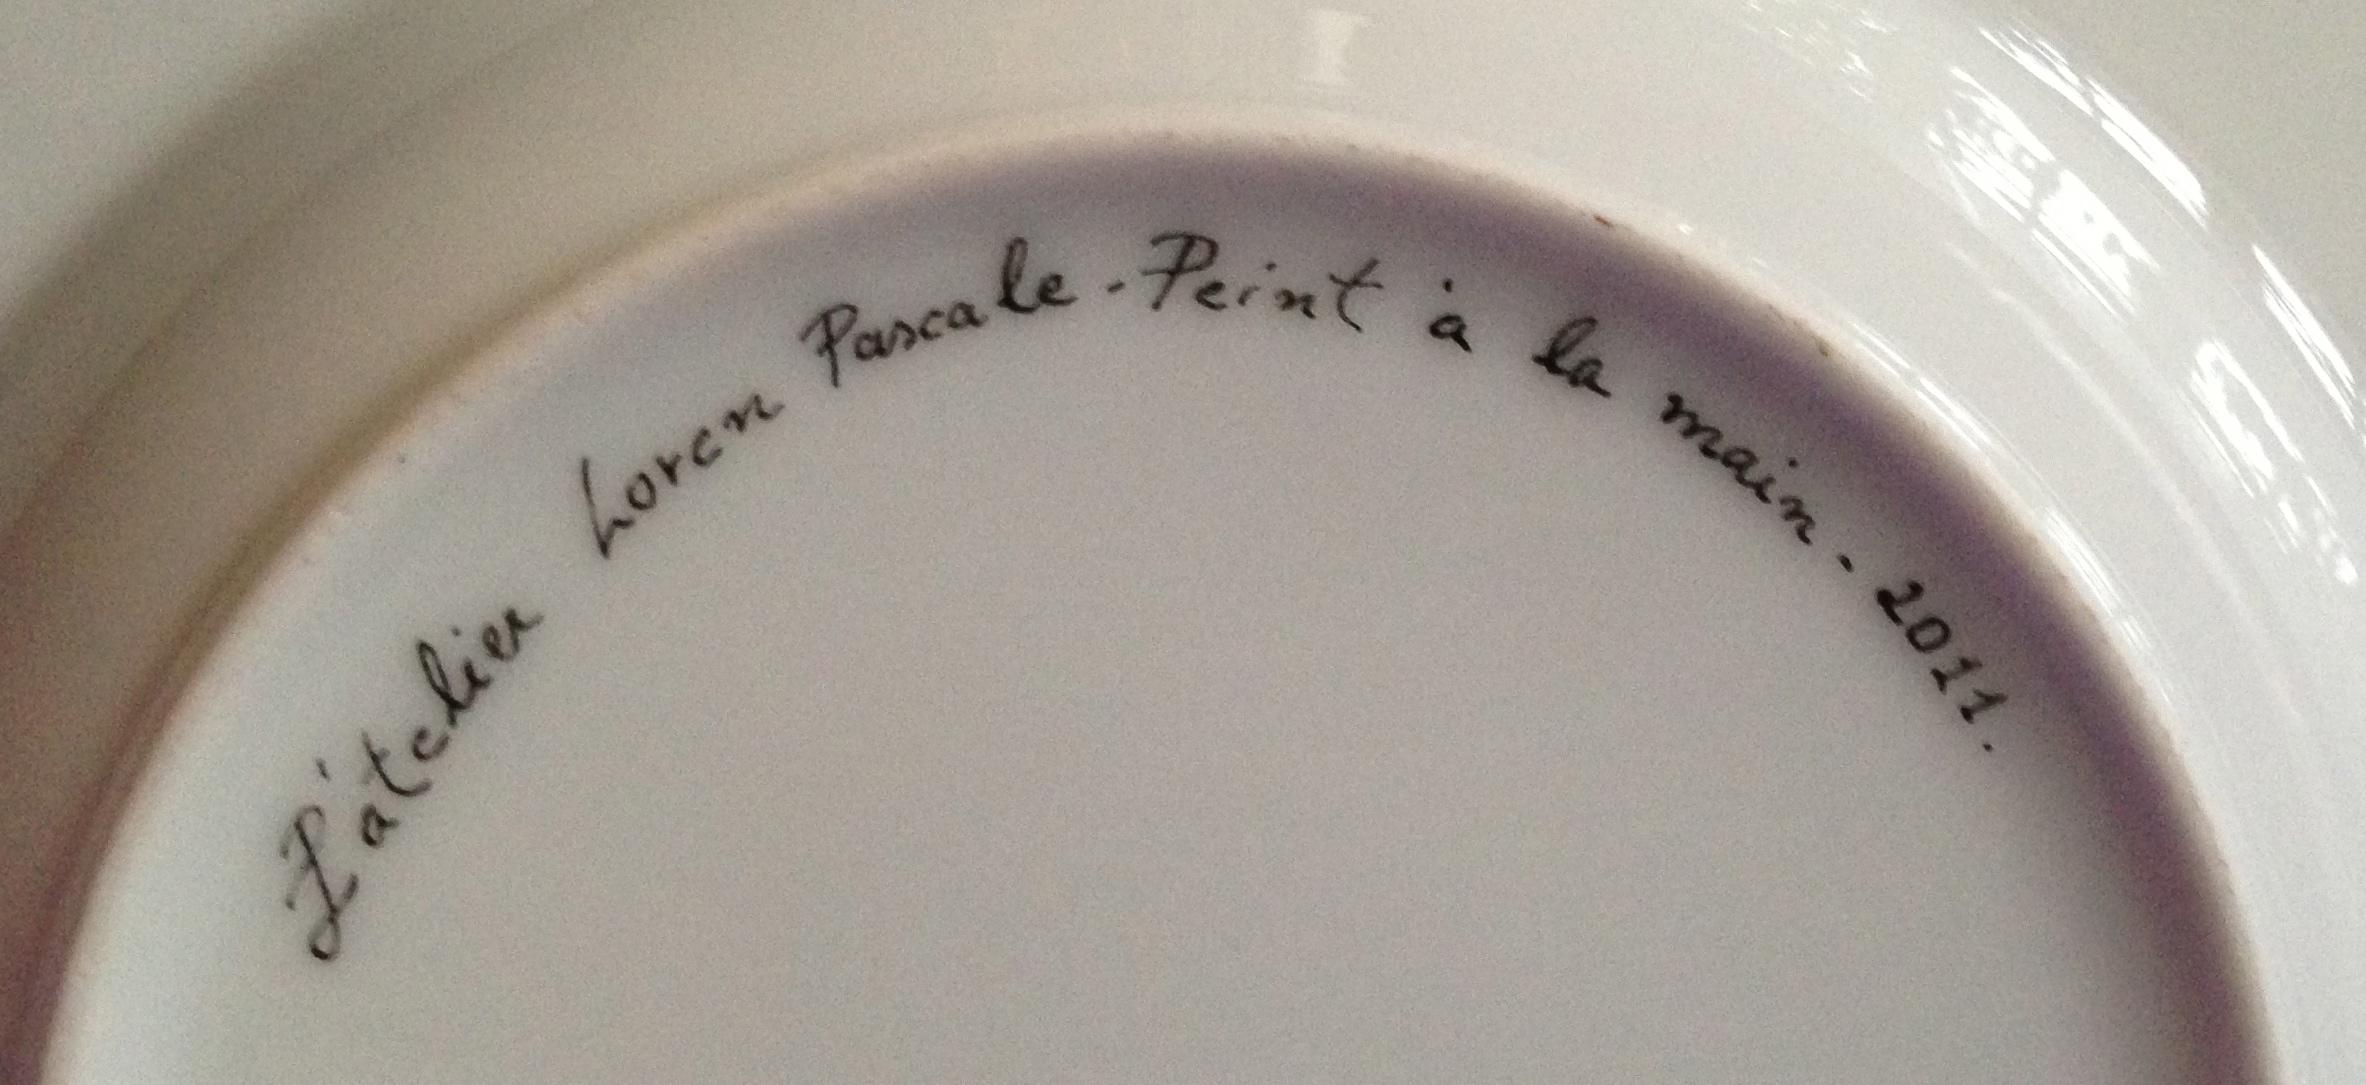 L'atelier Loren Pascale - Peint à la main - 2011.